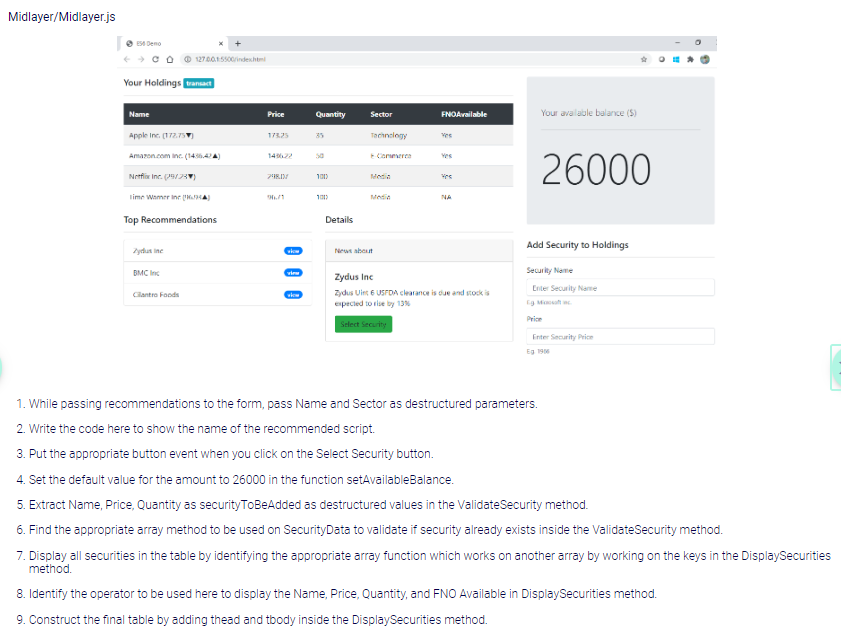 Midlayer/Midlayer.js
ES6 Demo
127.0.0.1:5500/index.html
Your Holdings transact
Name Price Quantity Sector FNOAvailable
Apple Inc. (172.75▼) 173.25 35 Technology Yes
Amazon.com Inc. (1436.42▲) 1436.22 50 E-Commerce Yes
Netflix Inc. (297.23▼) 298.07 100 Media Yes
Time Warner Inc (96.93▲) 96.71 100 Media NA
Your available balance ($)
26000
Top Recommendations
Zydus Inc view
BMC Inc view
Cilantro Foods view
Details
News about
Zydus Inc
Zydus Uint 6 USFDA clearance is due and stock is
expected to rise by 13%
Select Security
Add Security to Holdings
Security Name
Enter Security Name
Eg. Microsoft Inc.
Price
Enter Security Price
Eg. 1988
1. While passing recommendations to the form, pass Name and Sector as destructured parameters.
2. Write the code here to show the name of the recommended script.
3. Put the appropriate button event when you click on the Select Security button.
4. Set the default value for the amount to 26000 in the function setAvailableBalance.
5. Extract Name, Price, Quantity as securityToBeAdded as destructured values in the ValidateSecurity method.
6. Find the appropriate array method to be used on SecurityData to validate if security already exists inside the ValidateSecurity method.
7. Display all securities in the table by identifying the appropriate array function which works on another array by working on the keys in the DisplaySecurities
method.
8. Identify the operator to be used here to display the Name, Price, Quantity, and FNO Available in DisplaySecurities method.
9. Construct the final table by adding thead and tbody inside the DisplaySecurities method.